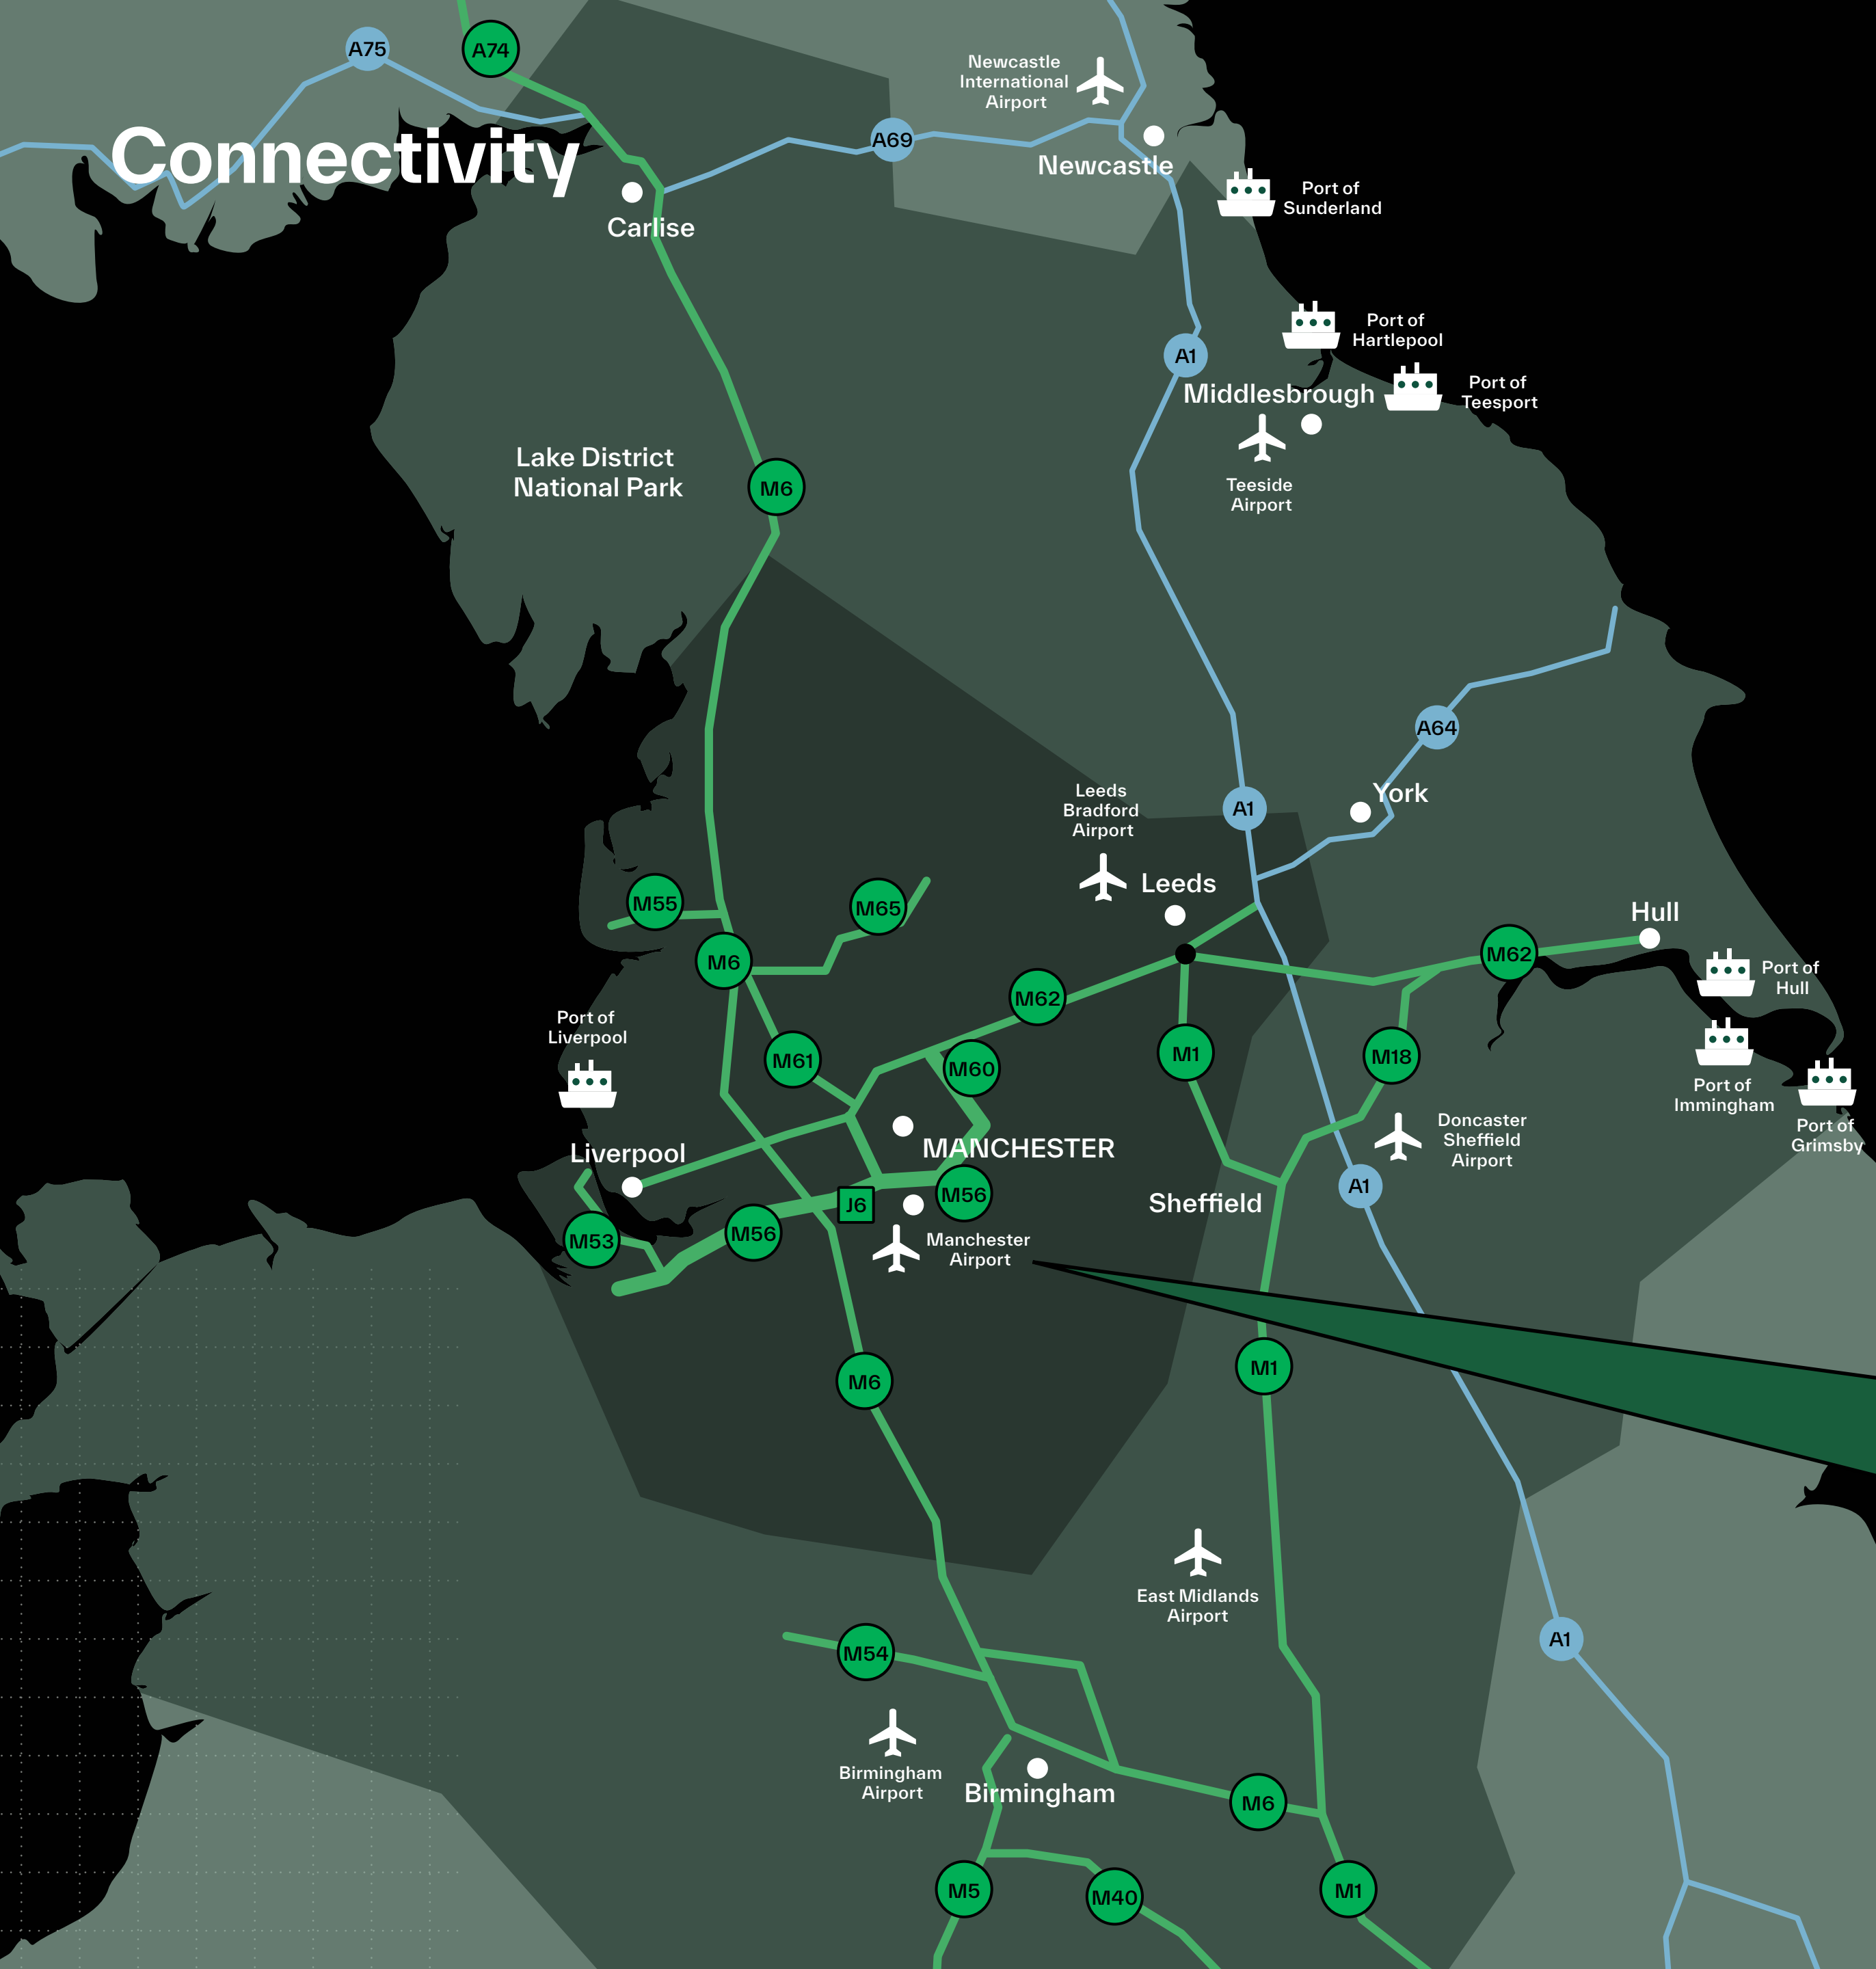 A75
A74
Newcastle
International
Airport
Connectivity
A69
Newcastle
Port of
Sunderland
Carlise
Port of
Hartlepool
A1
Middlesbrough
Port of
Teesport
Lake District
National Park
M6
Teeside
Airport
A64
Leeds
Bradford
Airport
A1
York
M55
M65
Leeds
Hull
M6
M62
M62
Port of
Hull
Port of
Liverpool
M61
M60
M1
M18
Port of
Immingham
Port of
Grimsby
Liverpool
MANCHESTER
Doncaster
Sheffield
Airport
M56
J6
Sheffield
A1
M53
M56
Manchester
Airport
M6
M1
East Midlands
Airport
M54
A1
Birmingham
Airport
Birmingham
M6
M5
M40
M1